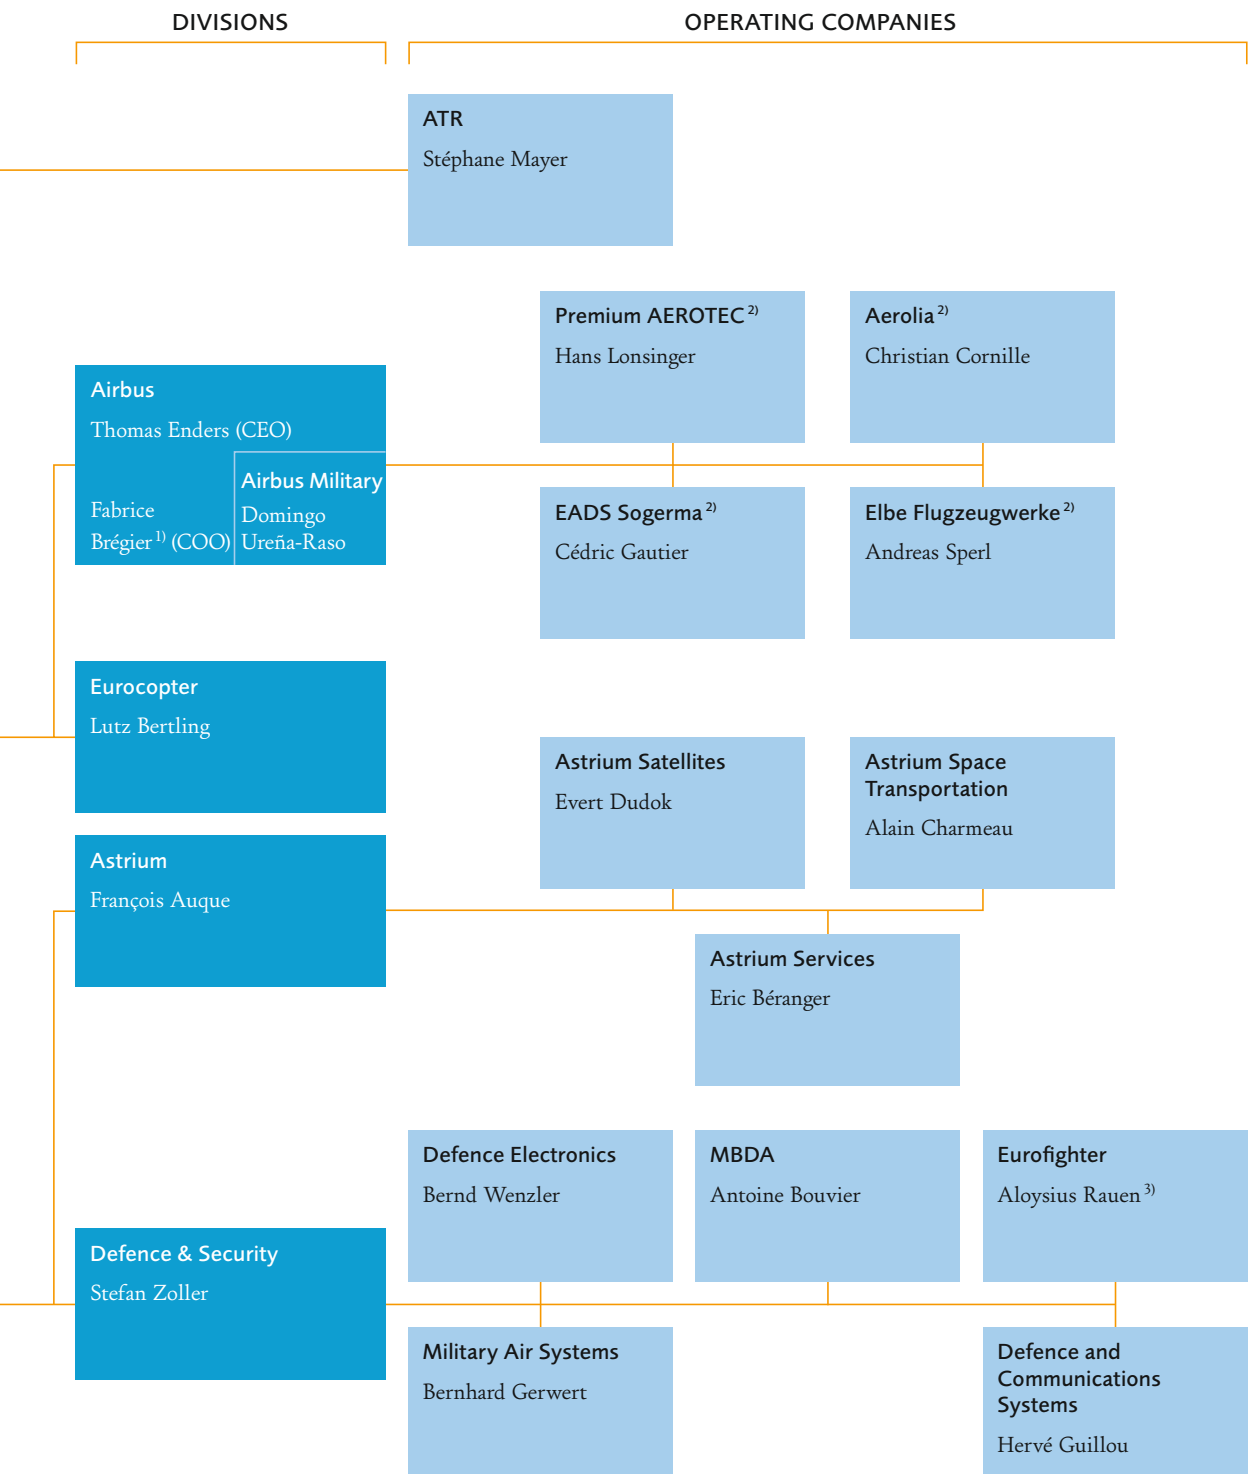 DIVISIONS
OPERATING COMPANIES
ATR
Stéphane Mayer
Premium AEROTEC 2)
Hans Lonsinger
Aerolia 2)
Christian Cornille
Airbus
Thomas Enders (CEO)
Fabrice
Brégier 1) (COO)
Airbus Military
Domingo
Ureña-Raso
EADS Sogerma 2)
Cédric Gautier
Elbe Flugzeugwerke 2)
Andreas Sperl
Eurocopter
Lutz Bertling
Astrium Satellites
Evert Dudok
Astrium Space
Transportation
Alain Charmeau
Astrium
François Auque
Astrium Services
Eric Béranger
Defence Electronics
Bernd Wenzler
MBDA
Antoine Bouvier
Eurofighter
Aloysius Rauen 3)
Defence & Security
Stefan Zoller
Military Air Systems
Bernhard Gerwert
Defence and
Communications
Systems
Hervé Guillou